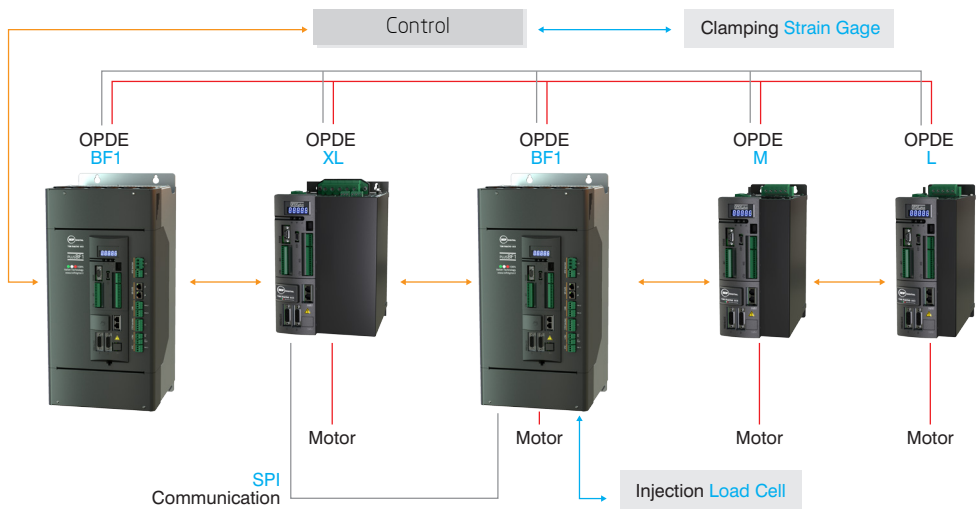 Control
Clamping Strain Gage
OPDE
BF1
OPDE
XL
OPDE
BF1
OPDE
M
OPDE
L
Motor
Motor
Motor
Motor
SPI
Communication
Injection Load Cell